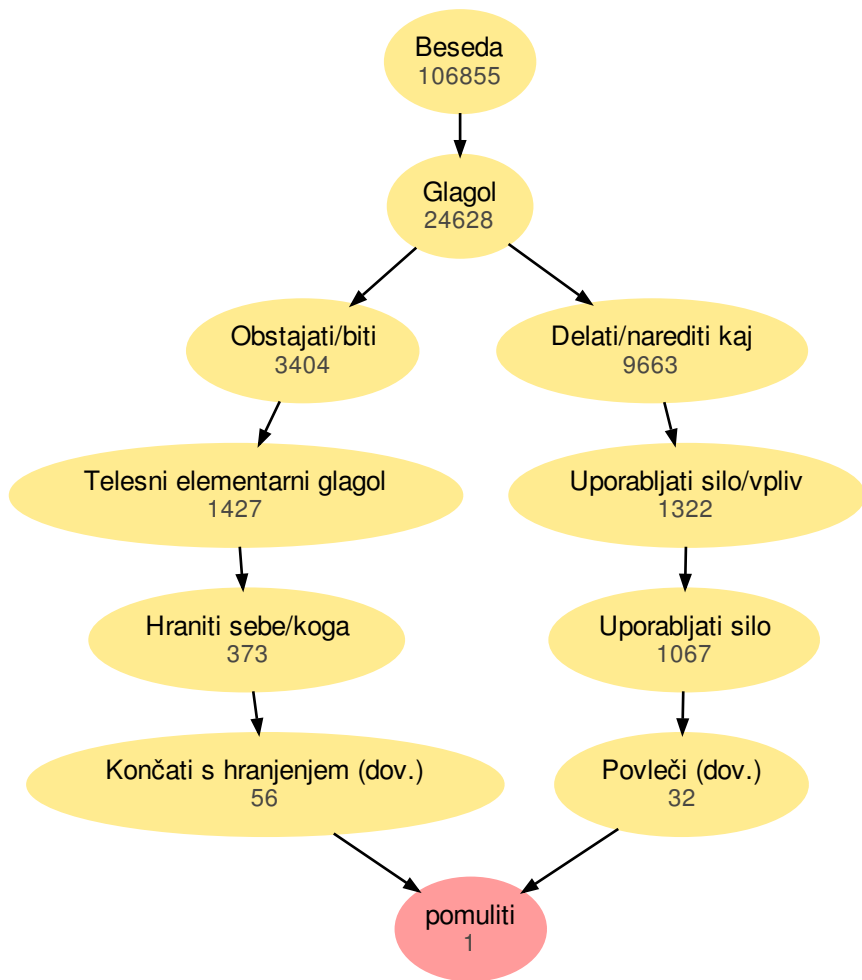 Beseda
106855
Glagol
24628
Obstajati/biti
3404
Delati/narediti kaj
9663
Telesni elementarni glagol
1427
Uporabljati silo/vpliv
1322
Hraniti sebe/koga
373
Uporabljati silo
1067
Končati s hranjenjem (dov.)
56
Povleči (dov.)
32
pomuliti
1